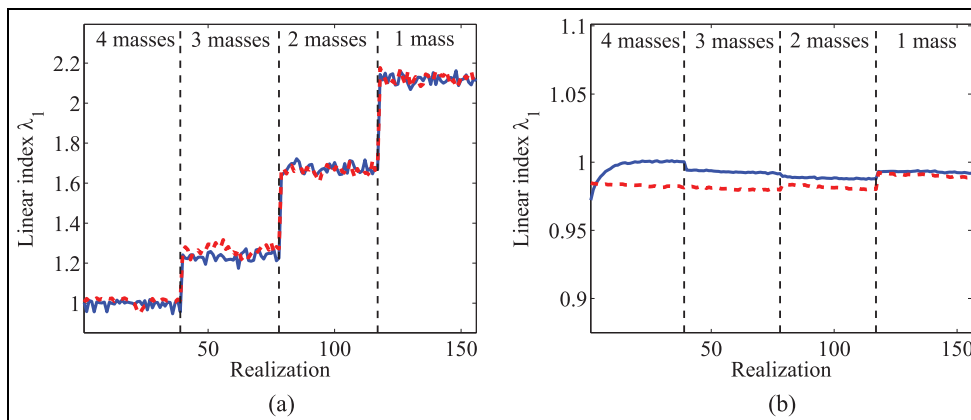 4 masses 3 masses 2 masses 1 mass
2.2
2
1.8
1.6
1.4
1.2
1
Linear index λ1
50 100 150
Realization
(a)
4 masses 3 masses 2 masses 1 mass
1.1
1.05
1
0.95
0.9
Linear index λ1
50 100 150
Realization
(b)